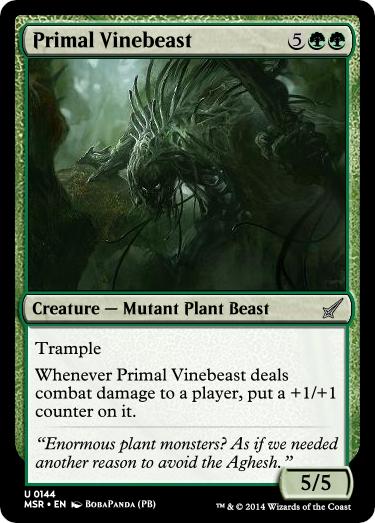 Primal Vinebeast 5
Creature — Mutant Plant Beast
Trample
Whenever Primal Vinebeast deals
combat damage to a player, put a +1/+1
counter on it.
“Enormous plant monsters? As if we needed
another reason to avoid the Aghesh.”
5/5
U 0144
MSR • EN BobaPanda (PB)
™ & © 2014 Wizards of the Coast